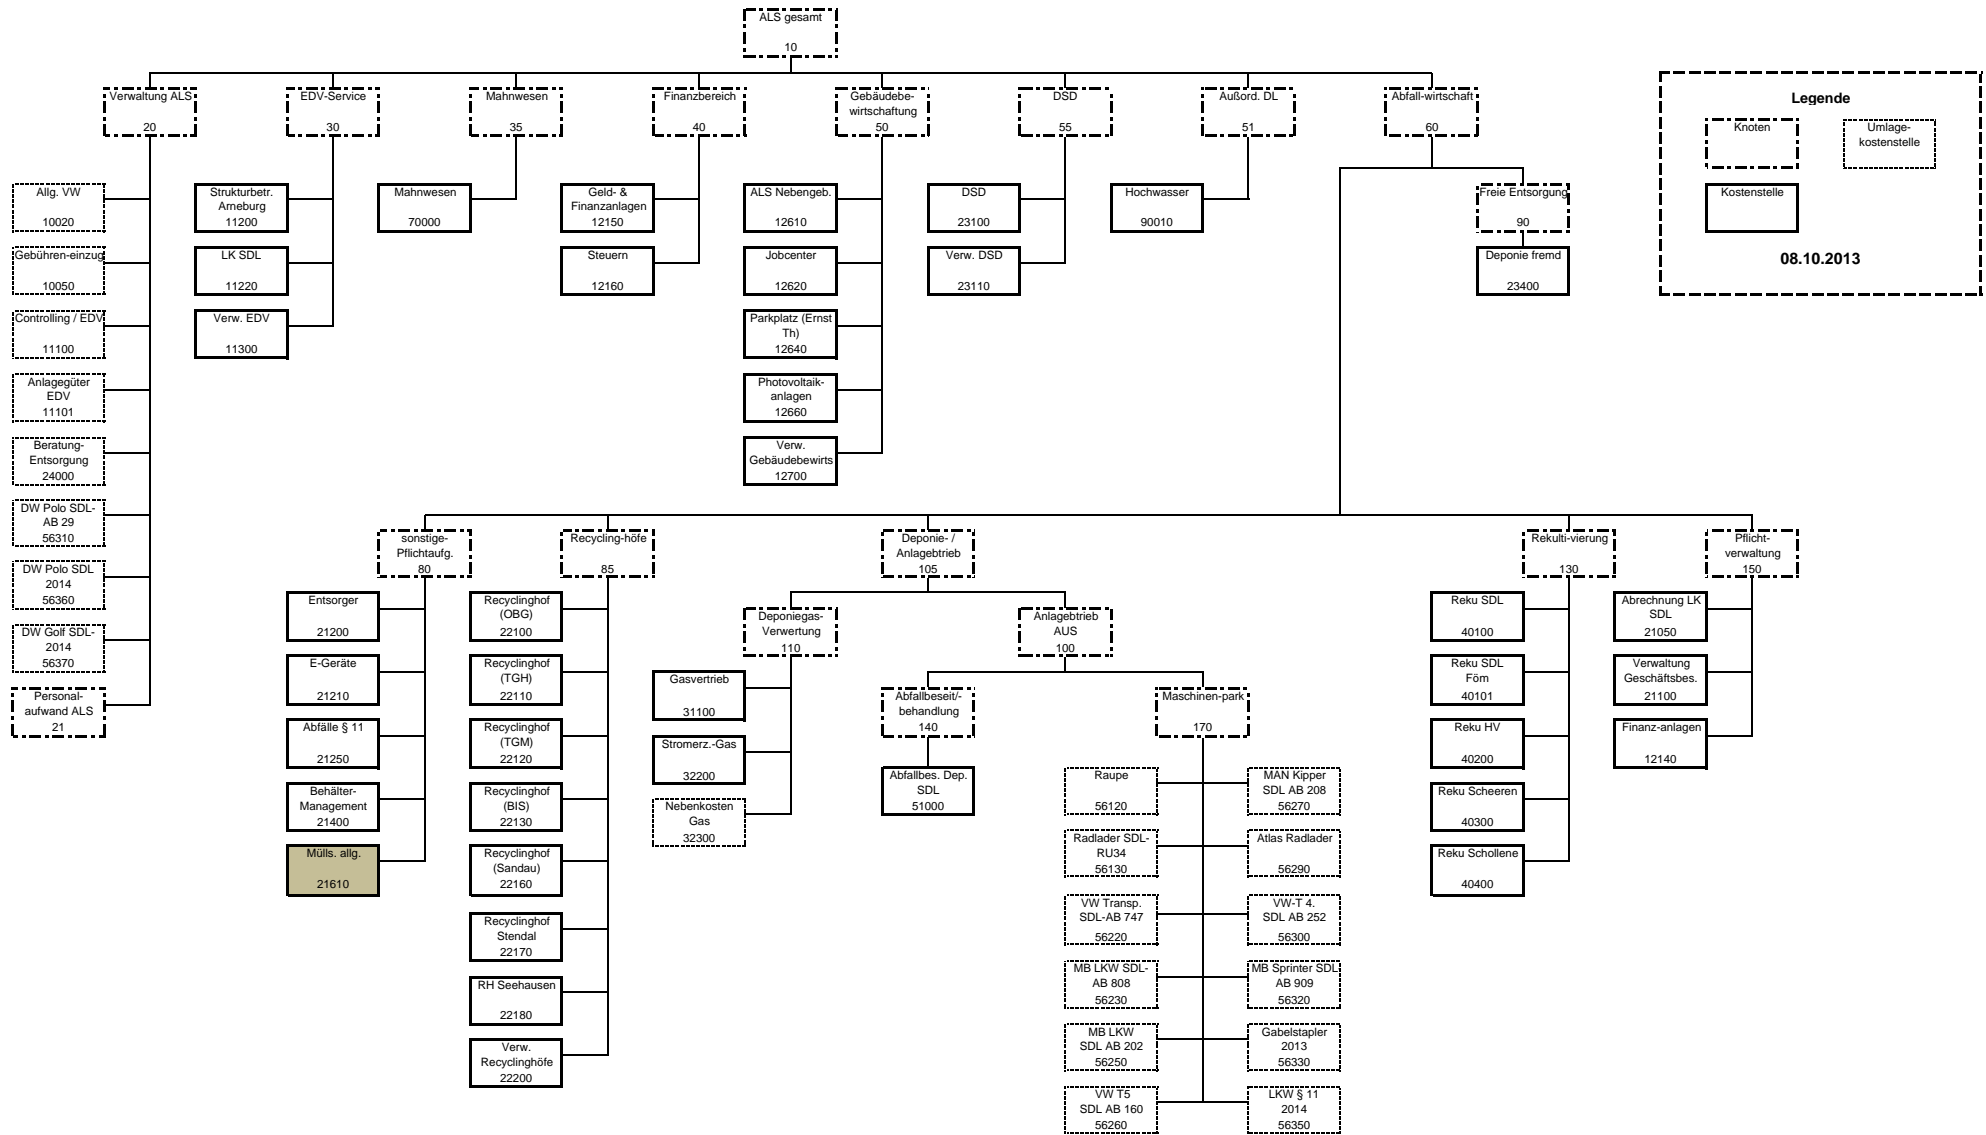 ALS gesamt
10
Verwaltung ALS
20
EDV-Service
30
Mahnwesen
35
Finanzbereich
40
Gebäudebe-
wirtschaftung
50
DSD
55
Außord. DL
51
Abfall-wirtschaft
60
Legende
Knoten
Umlage-
kostenstelle
Kostenstelle
08.10.2013
Allg. VW
10020
Gebühren-einzug
10050
Controlling / EDV
11100
Anlagegüter
EDV
11101
Beratung-
Entsorgung
24000
DW Polo SDL-
AB 29
56310
DW Polo SDL
2014
56360
DW Golf SDL-
2014
56370
Personal-
aufwand ALS
21
Strukturbetr.
Arneburg
11200
LK SDL
11220
Verw. EDV
11300
Mahnwesen
70000
Geld- &
Finanzanlagen
12150
Steuern
12160
ALS Nebengeb.
12610
Jobcenter
12620
Parkplatz (Ernst
Th)
12640
Photovoltaik-
anlagen
12660
Verw.
Gebäudebewirts
12700
DSD
23100
Verw. DSD
23110
Hochwasser
90010
Freie Entsorgung
90
Deponie fremd
23400
sonstige-
Pflichtaufg.
80
Entsorger
21200
E-Geräte
21210
Abfälle § 11
21250
Behälter-
Management
21400
Mülls. allg.
21610
Recycling-höfe
85
Recyclinghof
(OBG)
22100
Recyclinghof
(TGH)
22110
Recyclinghof
(TGM)
22120
Recyclinghof
(BIS)
22130
Recyclinghof
(Sandau)
22160
Recyclinghof
Stendal
22170
RH Seehausen
22180
Verw.
Recyclinghöfe
22200
Deponie- /
Anlagebtrieb
105
Deponiegas-
Verwertung
110
Gasvertrieb
31100
Stromerz.-Gas
32200
Nebenkosten
Gas
32300
Anlagebtrieb
AUS
100
Abfallbeseit/-
behandlung
140
Abfallbes. Dep.
SDL
51000
Maschinen-park
170
Raupe
56120
MAN Kipper
SDL AB 208
56270
Radlader SDL-
RU34
56130
Atlas Radlader
56290
VW Transp.
SDL-AB 747
56220
VW-T 4.
SDL AB 252
56300
MB LKW SDL-
AB 808
56230
MB Sprinter SDL
AB 909
56320
MB LKW
SDL AB 202
56250
Gabelstapler
2013
56330
VW T5
SDL AB 160
56260
LKW § 11
2014
56350
Rekulti-vierung
130
Reku SDL
40100
Reku SDL
Föm
40101
Reku HV
40200
Reku Scheeren
40300
Reku Schollene
40400
Pflicht-
verwaltung
150
Abrechnung LK
SDL
21050
Verwaltung
Geschäftsbes.
21100
Finanz-anlagen
12140